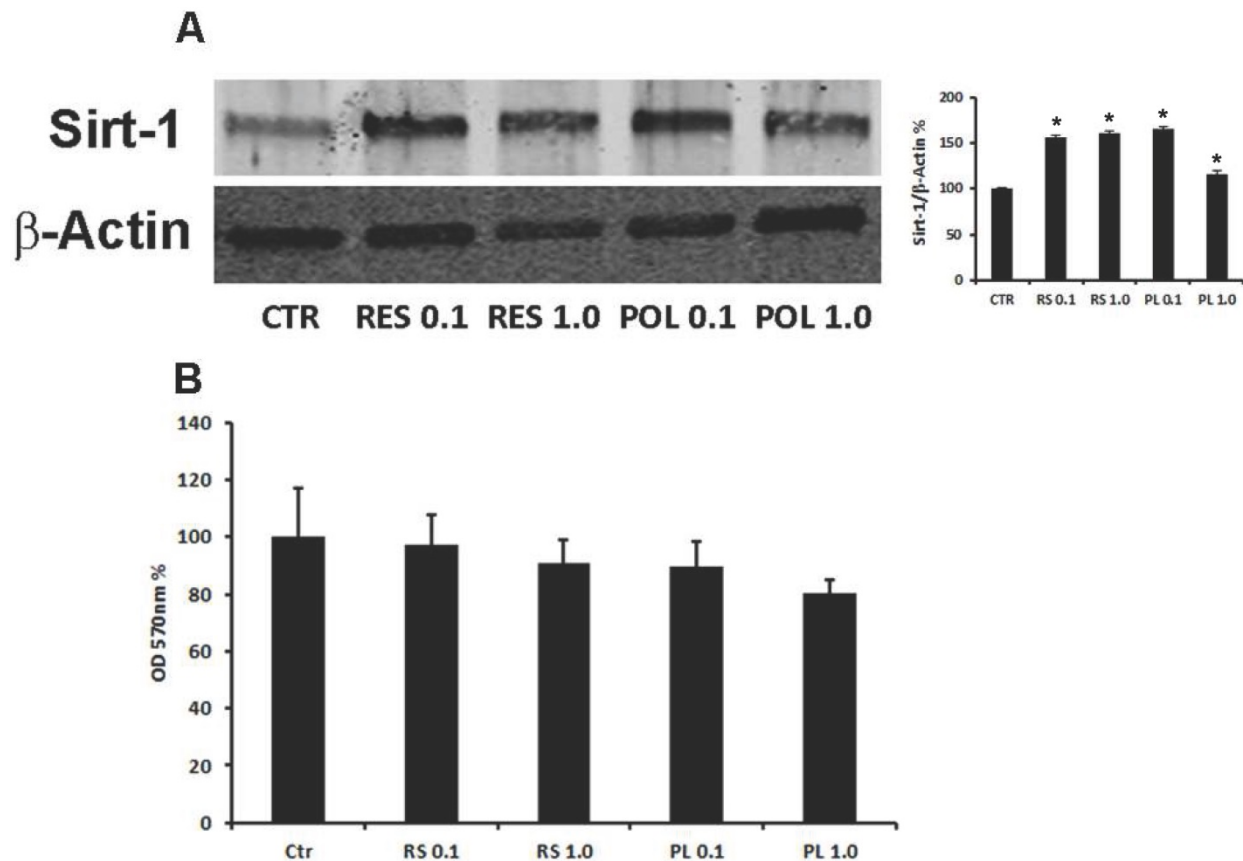 A
Sirt-1
β-Actin
CTR RES 0.1 RES 1.0 POL 0.1 POL 1.0
Sirt-1/β-Actin %
200
150
100
50
0
* * * *
CTR RS 0.1 RS 1.0 PL 0.1 PL 1.0
B
OD 570nm %
140
120
100
80
60
40
20
0
Ctr RS 0.1 RS 1.0 PL 0.1 PL 1.0